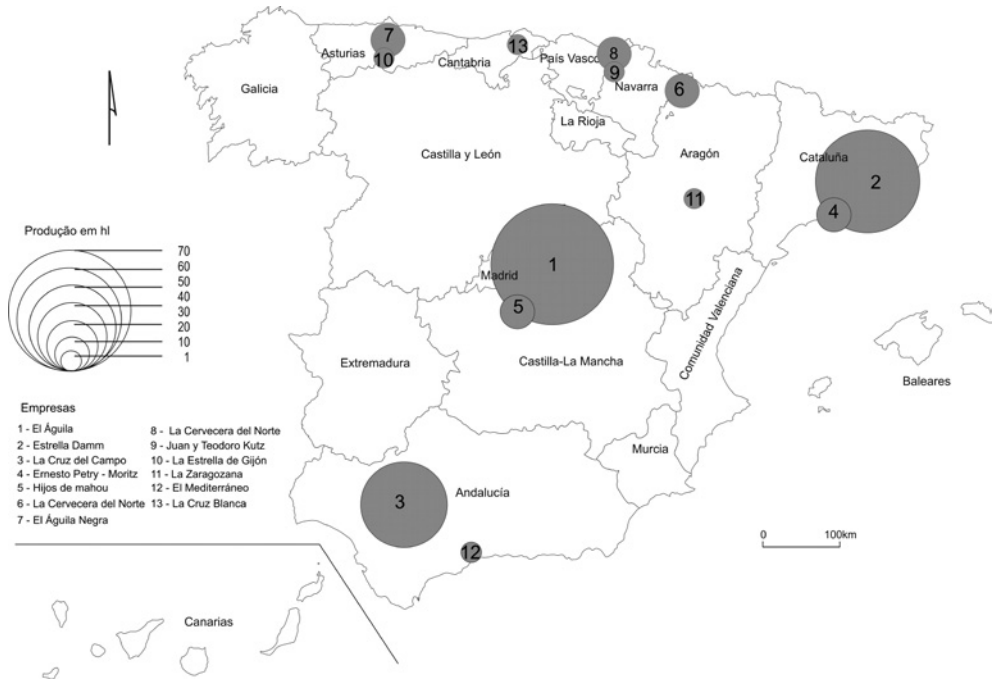 7
8
13
Asturias
País Vasco
10
Cantabria
9
Navarra
Galicia
6
La Rioja
Castilla y León
Aragón
Cataluña
2
11
4
Produção em hl
70
60
50
40
30
20
10
1
1
Madrid
5
Comunidad Valenciana
Extremadura
Castilla-La Mancha
Baleares
Empresas
1 - El Águila
2 - Estrella Damm
3 - La Cruz del Campo
4 - Ernesto Petry - Moritz
5 - Hijos de mahou
6 - La Cervecera del Norte
7 - El Águila Negra
8 - La Cervecera del Norte
9 - Juan y Teodoro Kutz
10 - La Estrella de Gijón
11 - La Zaragozana
12 - El Mediterráneo
13 - La Cruz Blanca
Murcia
3
Andalucía
12
0 100km
Canarias